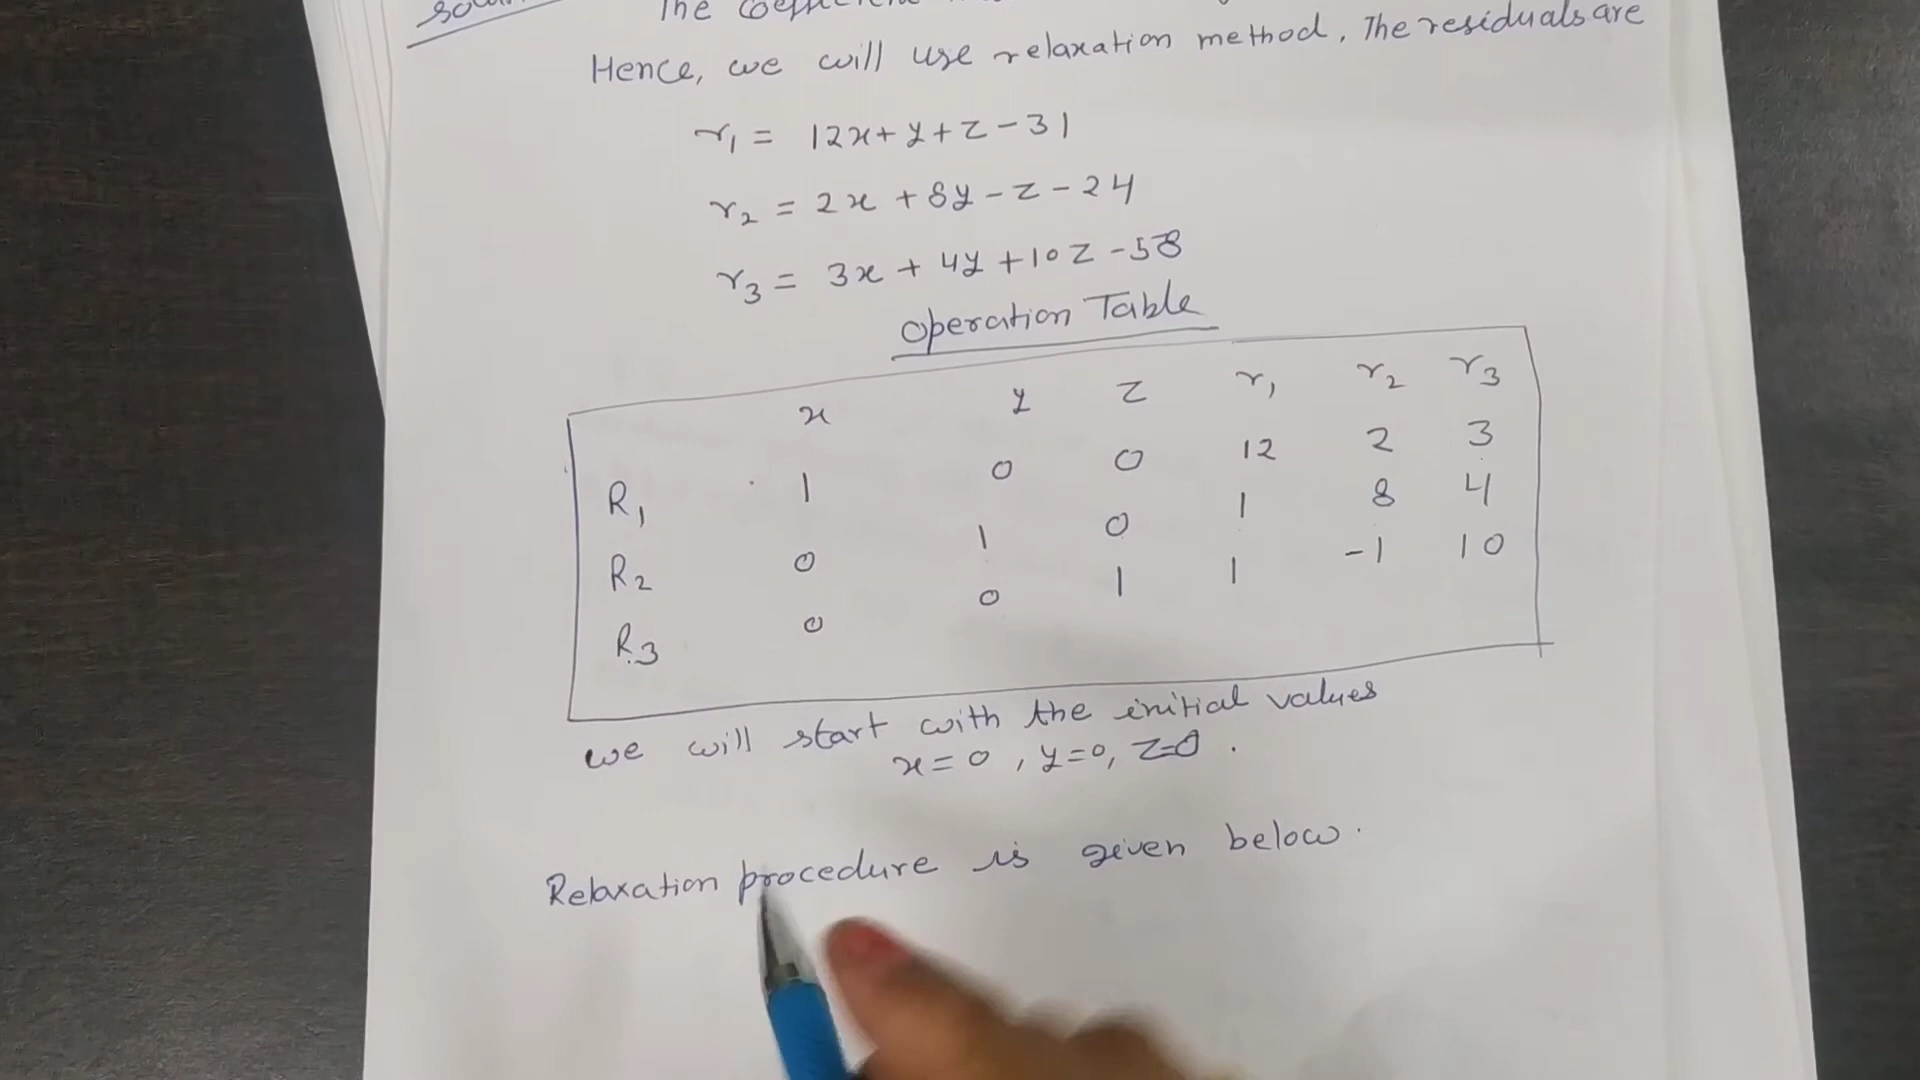 The
Hence, we will use relaxation method. The residuals are
r1 = 12x + y + z - 31
r2 = 2x + 8y - z - 24
r3 = 3x + 4y + 10z - 58
Operation Table
x y z r1 r2 r3
R1 1 0 0 12 2 3
R2 0 1 0 1 8 4
R3 0 0 1 1 -1 10
we will start with the initial values
x = 0 , y = 0, z = 0 .
Relaxation procedure is given below.